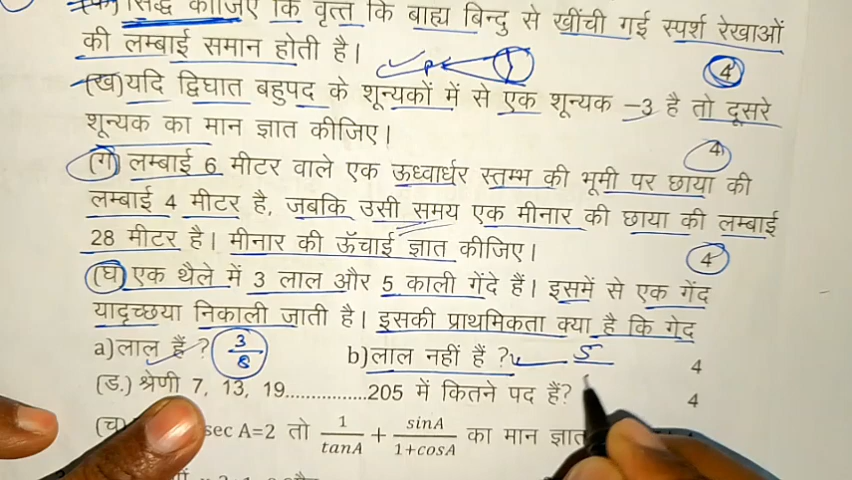 (क) सिद्ध कीजिए कि वृत्त कि बाह्य बिन्दु से खींची गई स्पर्श रेखाओं
की लम्बाई समान होती है।
P
4
(ख)यदि द्विघात बहुपद के शून्यकों में से एक शून्यक −3 है तो दूसरे
शून्यक का मान ज्ञात कीजिए।
4
(ग) लम्बाई 6 मीटर वाले एक ऊध्वार्धर स्तम्भ की भूमी पर छाया की
लम्बाई 4 मीटर है, जबकि उसी समय एक मीनार की छाया की लम्बाई
28 मीटर है। मीनार की ऊँचाई ज्ञात कीजिए।
4
(घ) एक थैले में 3 लाल और 5 काली गेंदे हैं। इसमें से एक गेंद
यादृच्छया निकाली जाती है। इसकी प्राथमिकता क्या है कि गेद
a)लाल हैं ? 3/8 b)लाल नहीं हैं ? 5 4
(ड.) श्रेणी 7, 13, 19...............205 में कितने पद हैं? 4
(च) sec A=2 तो 1/tanA + sinA/1+cosA का मान ज्ञात